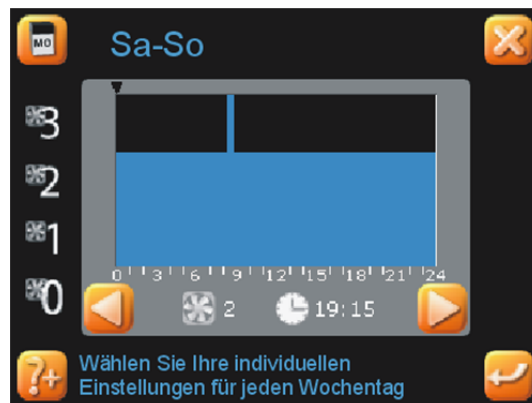 MO
Sa-So
3
2
1
0
0 3 6 9 12 15 18 21 24
2 19:15
?+
Wählen Sie Ihre individuellen
Einstellungen für jeden Wochentag